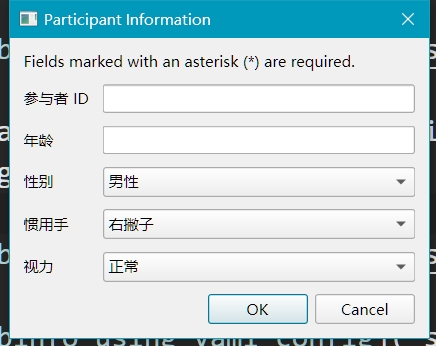 Participant Information
Fields marked with an asterisk (*) are required.
参与者 ID
年龄
性别 男性
惯用手 右撇子
视力 正常
OK Cancel